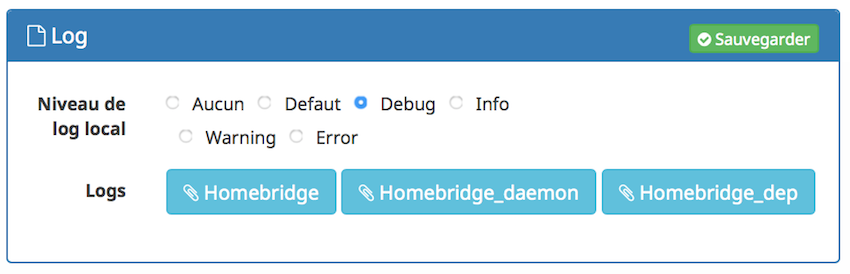 Log
Sauvegarder
Niveau de Aucun Defaut Debug Info
log local
Warning Error
Logs Homebridge Homebridge_daemon Homebridge_dep